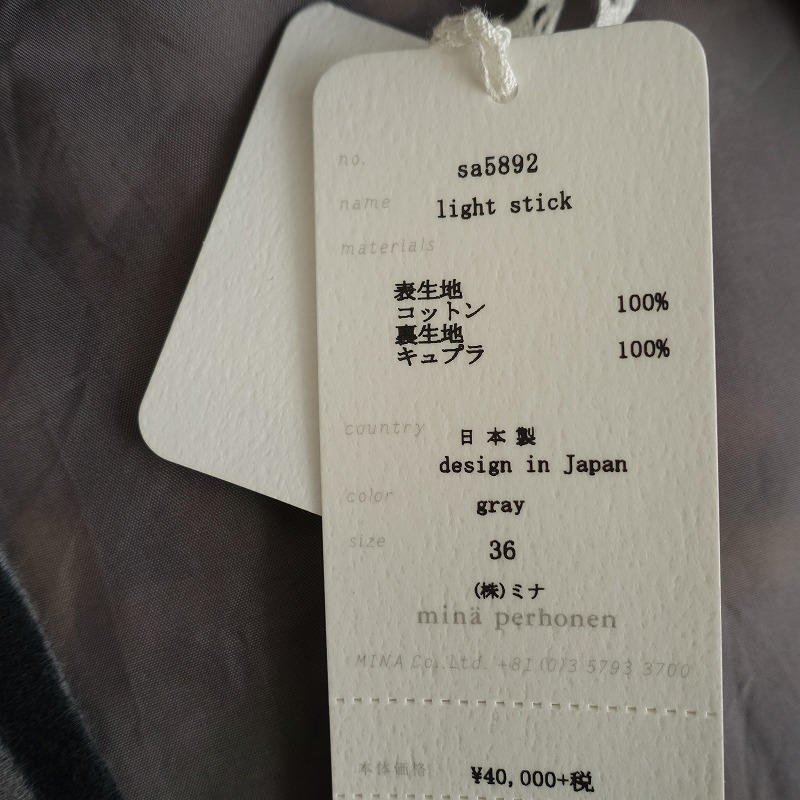 no. sa5892
name light stick
materials
表生地
コットン 100%
裏生地
キュプラ 100%
country 日本製
design in Japan
color gray
size 36
(株)ミナ
minä perhonen
MINA Co.,Ltd. +81(0)3 5793 3700
本体価格 ¥40,000+税